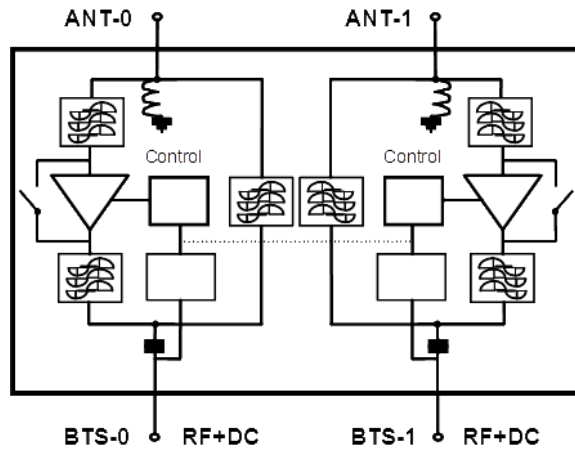 ANT-0 ANT-1
Control Control
BTS-0 RF+DC BTS-1 RF+DC